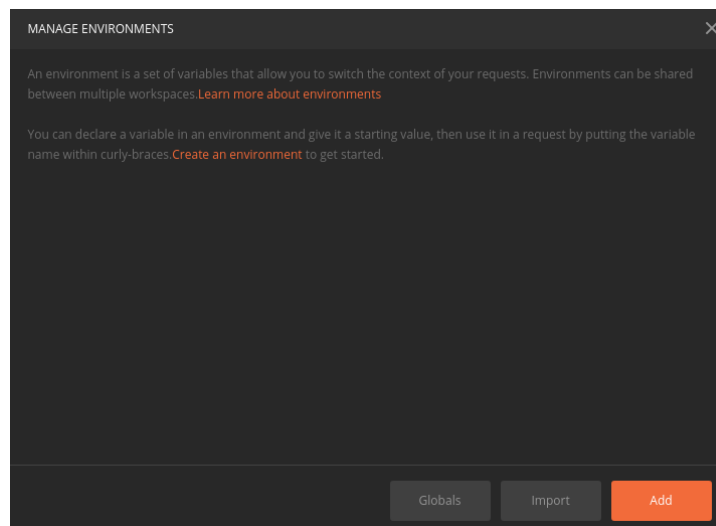 MANAGE ENVIRONMENTS
An environment is a set of variables that allow you to switch the context of your requests. Environments can be shared
between multiple workspaces.Learn more about environments
You can declare a variable in an environment and give it a starting value, then use it in a request by putting the variable
name within curly-braces.Create an environment to get started.
Globals Import Add